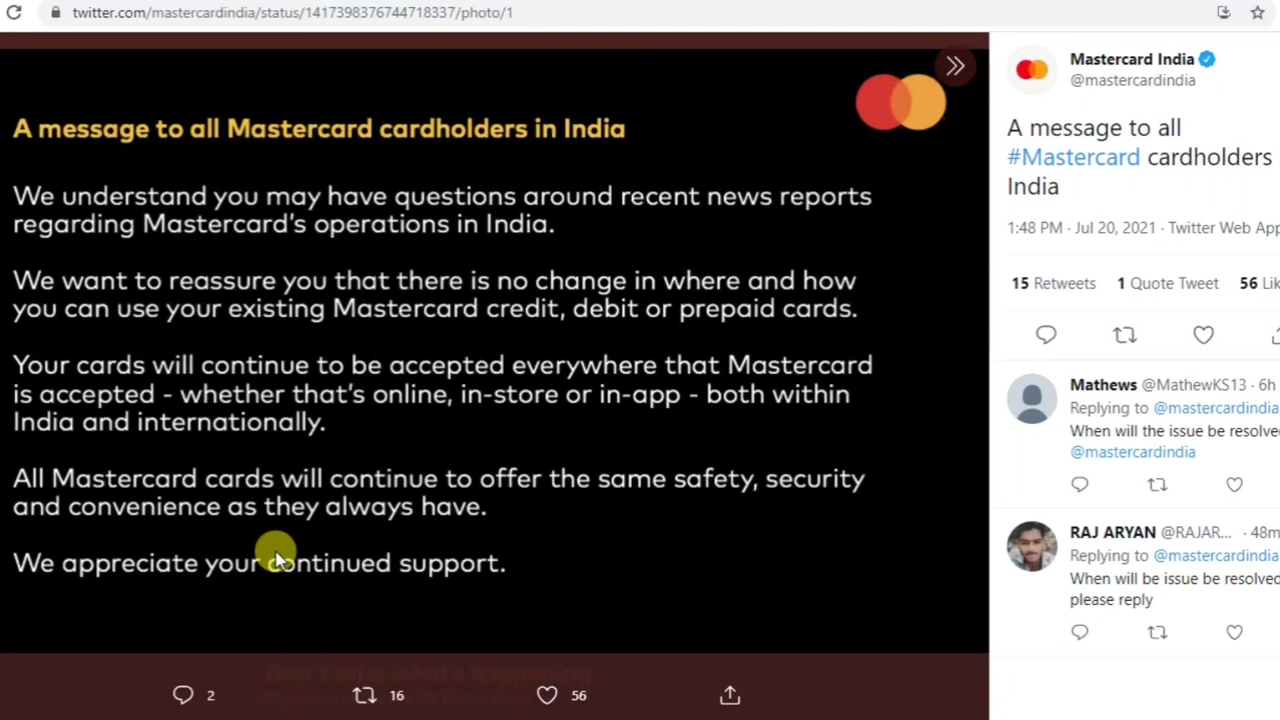 twitter.com/mastercardindia/status/1417398376744718337/photo/1
A message to all Mastercard cardholders in India
We understand you may have questions around recent news reports
regarding Mastercard's operations in India.
We want to reassure you that there is no change in where and how
you can use your existing Mastercard credit, debit or prepaid cards.
Your cards will continue to be accepted everywhere that Mastercard
is accepted - whether that's online, in-store or in-app - both within
India and internationally.
All Mastercard cards will continue to offer the same safety, security
and convenience as they always have.
We appreciate your continued support.
Don't miss what's happening
2
16
56
Mastercard India
@mastercardindia
A message to all
#Mastercard cardholders
India
1:48 PM · Jul 20, 2021 · Twitter Web App
15 Retweets 1 Quote Tweet 56 Lik
Mathews @MathewKS13 · 6h
Replying to @mastercardindia
When will the issue be resolved
@mastercardindia
RAJ ARYAN @RAJAR... · 48m
Replying to @mastercardindia
When will be issue be resolved
please reply